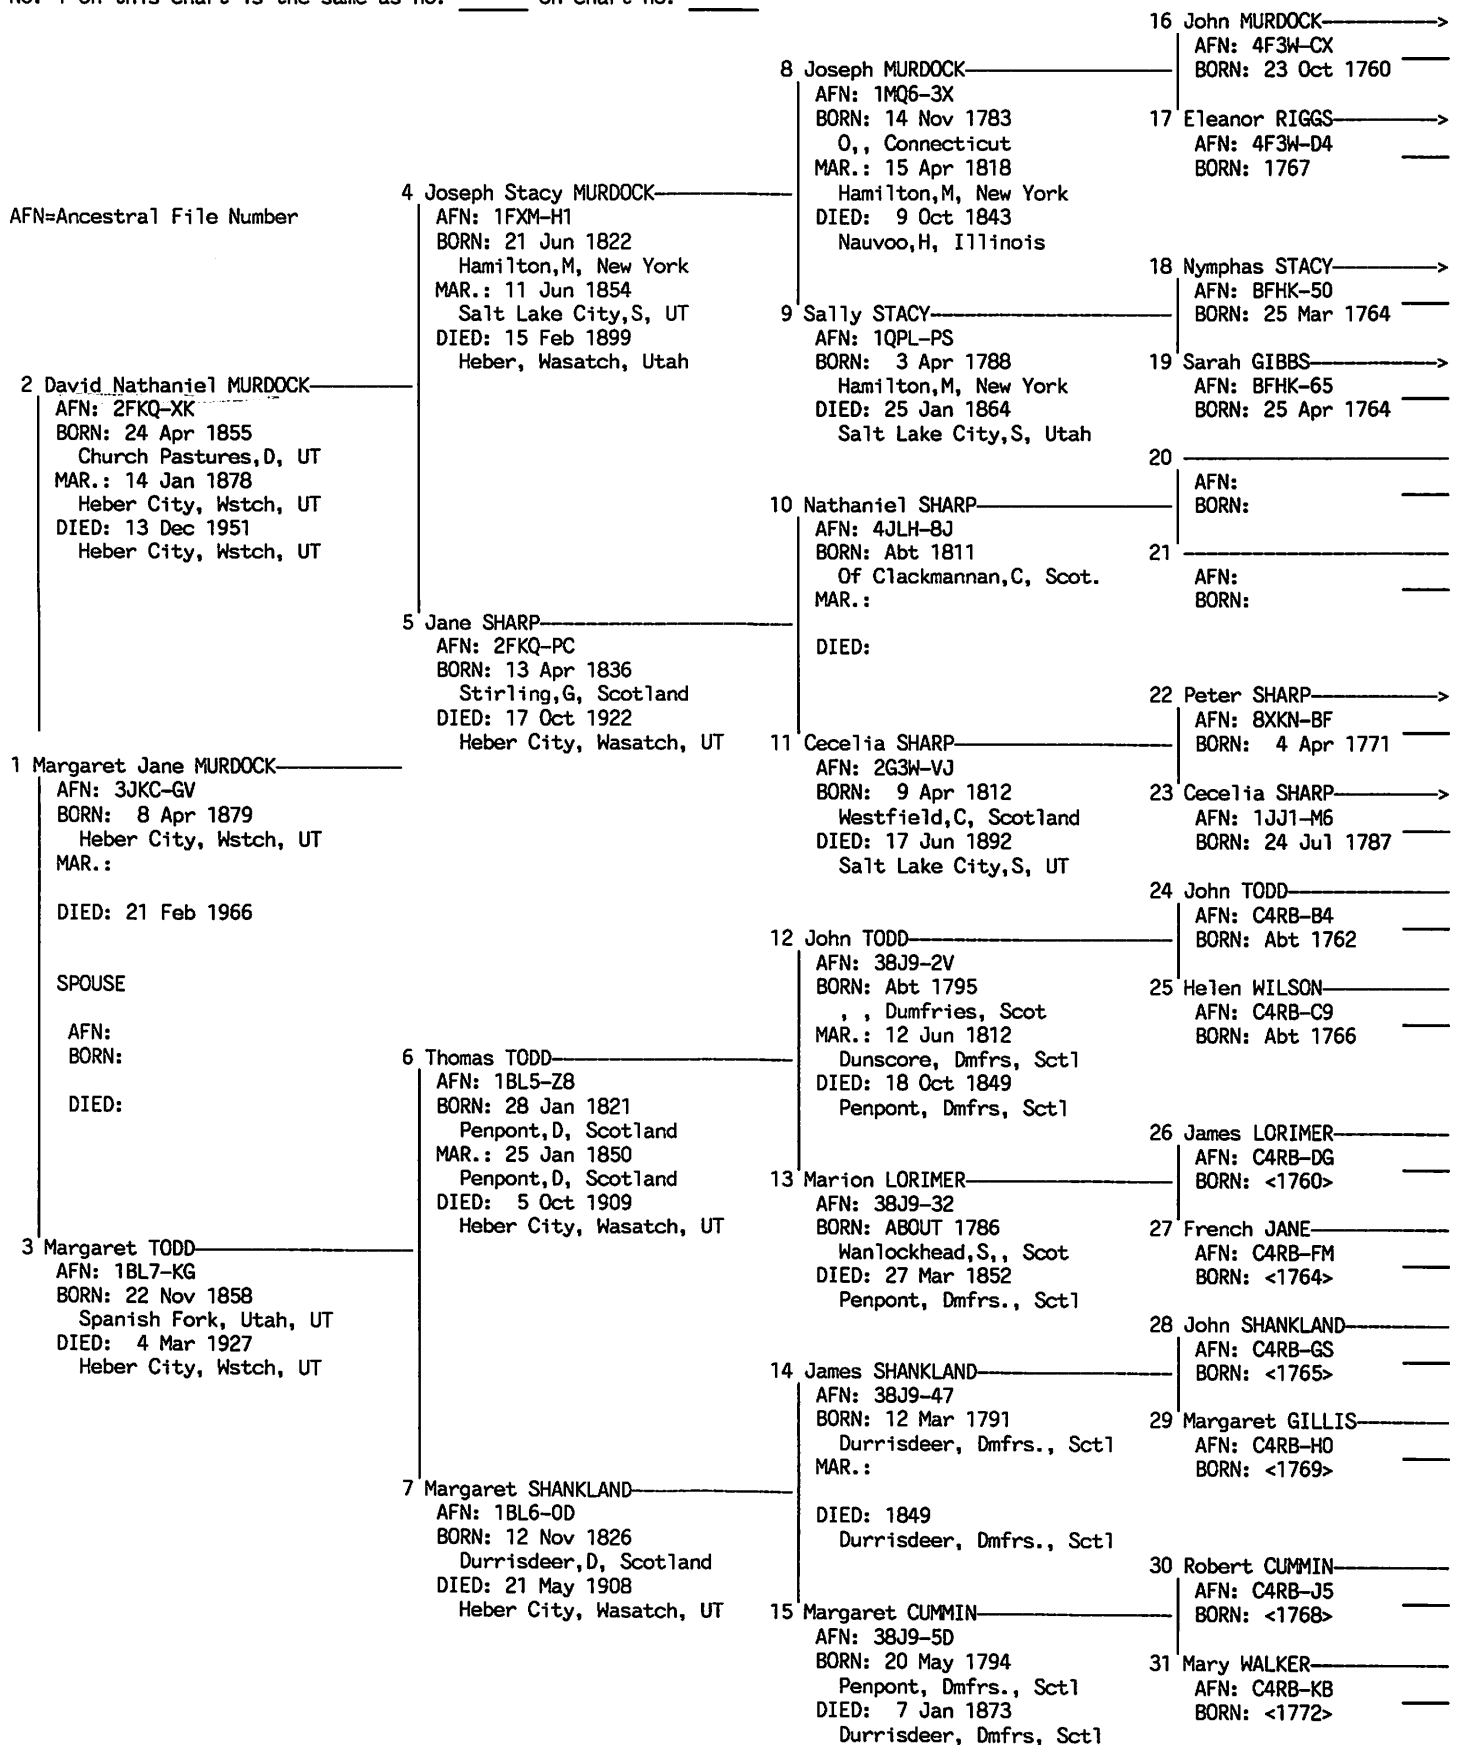 AFN=Ancestral File Number
1 Margaret Jane MURDOCK
AFN: 3JKC-GV
BORN: 8 Apr 1879
Heber City, Wstch, UT
MAR.:
DIED: 21 Feb 1966
SPOUSE
AFN:
BORN:
DIED:
2 David Nathaniel MURDOCK
AFN: 2FKQ-XK
BORN: 24 Apr 1855
Church Pastures,D, UT
MAR.: 14 Jan 1878
Heber City, Wstch, UT
DIED: 13 Dec 1951
Heber City, Wstch, UT
3 Margaret TODD
AFN: 1BL7-KG
BORN: 22 Nov 1858
Spanish Fork, Utah, UT
DIED: 4 Mar 1927
Heber City, Wstch, UT
4 Joseph Stacy MURDOCK
AFN: 1FXM-H1
BORN: 21 Jun 1822
Hamilton,M, New York
MAR.: 11 Jun 1854
Salt Lake City,S, UT
DIED: 15 Feb 1899
Heber, Wasatch, Utah
5 Jane SHARP
AFN: 2FKQ-PC
BORN: 13 Apr 1836
Stirling,G, Scotland
DIED: 17 Oct 1922
Heber City, Wasatch, UT
6 Thomas TODD
AFN: 1BL5-Z8
BORN: 28 Jan 1821
Penpont,D, Scotland
MAR.: 25 Jan 1850
Penpont,D, Scotland
DIED: 5 Oct 1909
Heber City, Wasatch, UT
7 Margaret SHANKLAND
AFN: 1BL6-0D
BORN: 12 Nov 1826
Durrisdeer,D, Scotland
DIED: 21 May 1908
Heber City, Wasatch, UT
8 Joseph MURDOCK
AFN: 1MQ6-3X
BORN: 14 Nov 1783
O,, Connecticut
MAR.: 15 Apr 1818
Hamilton,M, New York
DIED: 9 Oct 1843
Nauvoo,H, Illinois
9 Sally STACY
AFN: 1QPL-PS
BORN: 3 Apr 1788
Hamilton,M, New York
DIED: 25 Jan 1864
Salt Lake City,S, Utah
10 Nathaniel SHARP
AFN: 4JLH-8J
BORN: Abt 1811
Of Clackmannan,C, Scot.
MAR.:
DIED:
11 Cecelia SHARP
AFN: 2G3W-VJ
BORN: 9 Apr 1812
Westfield,C, Scotland
DIED: 17 Jun 1892
Salt Lake City,S, UT
12 John TODD
AFN: 38J9-2V
BORN: Abt 1795
, , Dumfries, Scot
MAR.: 12 Jun 1812
Dunscore, Dmfrs, Sctl
DIED: 18 Oct 1849
Penpont, Dmfrs, Sctl
13 Marion LORIMER
AFN: 38J9-32
BORN: ABOUT 1786
Wanlockhead,S,, Scot
DIED: 27 Mar 1852
Penpont, Dmfrs., Sctl
14 James SHANKLAND
AFN: 38J9-47
BORN: 12 Mar 1791
Durrisdeer, Dmfrs., Sctl
MAR.:
DIED: 1849
Durrisdeer, Dmfrs., Sctl
15 Margaret CUMMIN
AFN: 38J9-5D
BORN: 20 May 1794
Penpont, Dmfrs., Sctl
DIED: 7 Jan 1873
Durrisdeer, Dmfrs, Sctl
16 John MURDOCK
AFN: 4F3W-CX
BORN: 23 Oct 1760
17 Eleanor RIGGS
AFN: 4F3W-D4
BORN: 1767
18 Nymphas STACY
AFN: BFHK-50
BORN: 25 Mar 1764
19 Sarah GIBBS
AFN: BFHK-65
BORN: 25 Apr 1764
20
AFN:
BORN:
21
AFN:
BORN:
22 Peter SHARP
AFN: 8XKN-BF
BORN: 4 Apr 1771
23 Cecelia SHARP
AFN: 1JJ1-M6
BORN: 24 Jul 1787
24 John TODD
AFN: C4RB-B4
BORN: Abt 1762
25 Helen WILSON
AFN: C4RB-C9
BORN: Abt 1766
26 James LORIMER
AFN: C4RB-DG
BORN: <1760>
27 French JANE
AFN: C4RB-FM
BORN: <1764>
28 John SHANKLAND
AFN: C4RB-GS
BORN: <1765>
29 Margaret GILLIS
AFN: C4RB-H0
BORN: <1769>
30 Robert CUMMIN
AFN: C4RB-J5
BORN: <1768>
31 Mary WALKER
AFN: C4RB-KB
BORN: <1772>